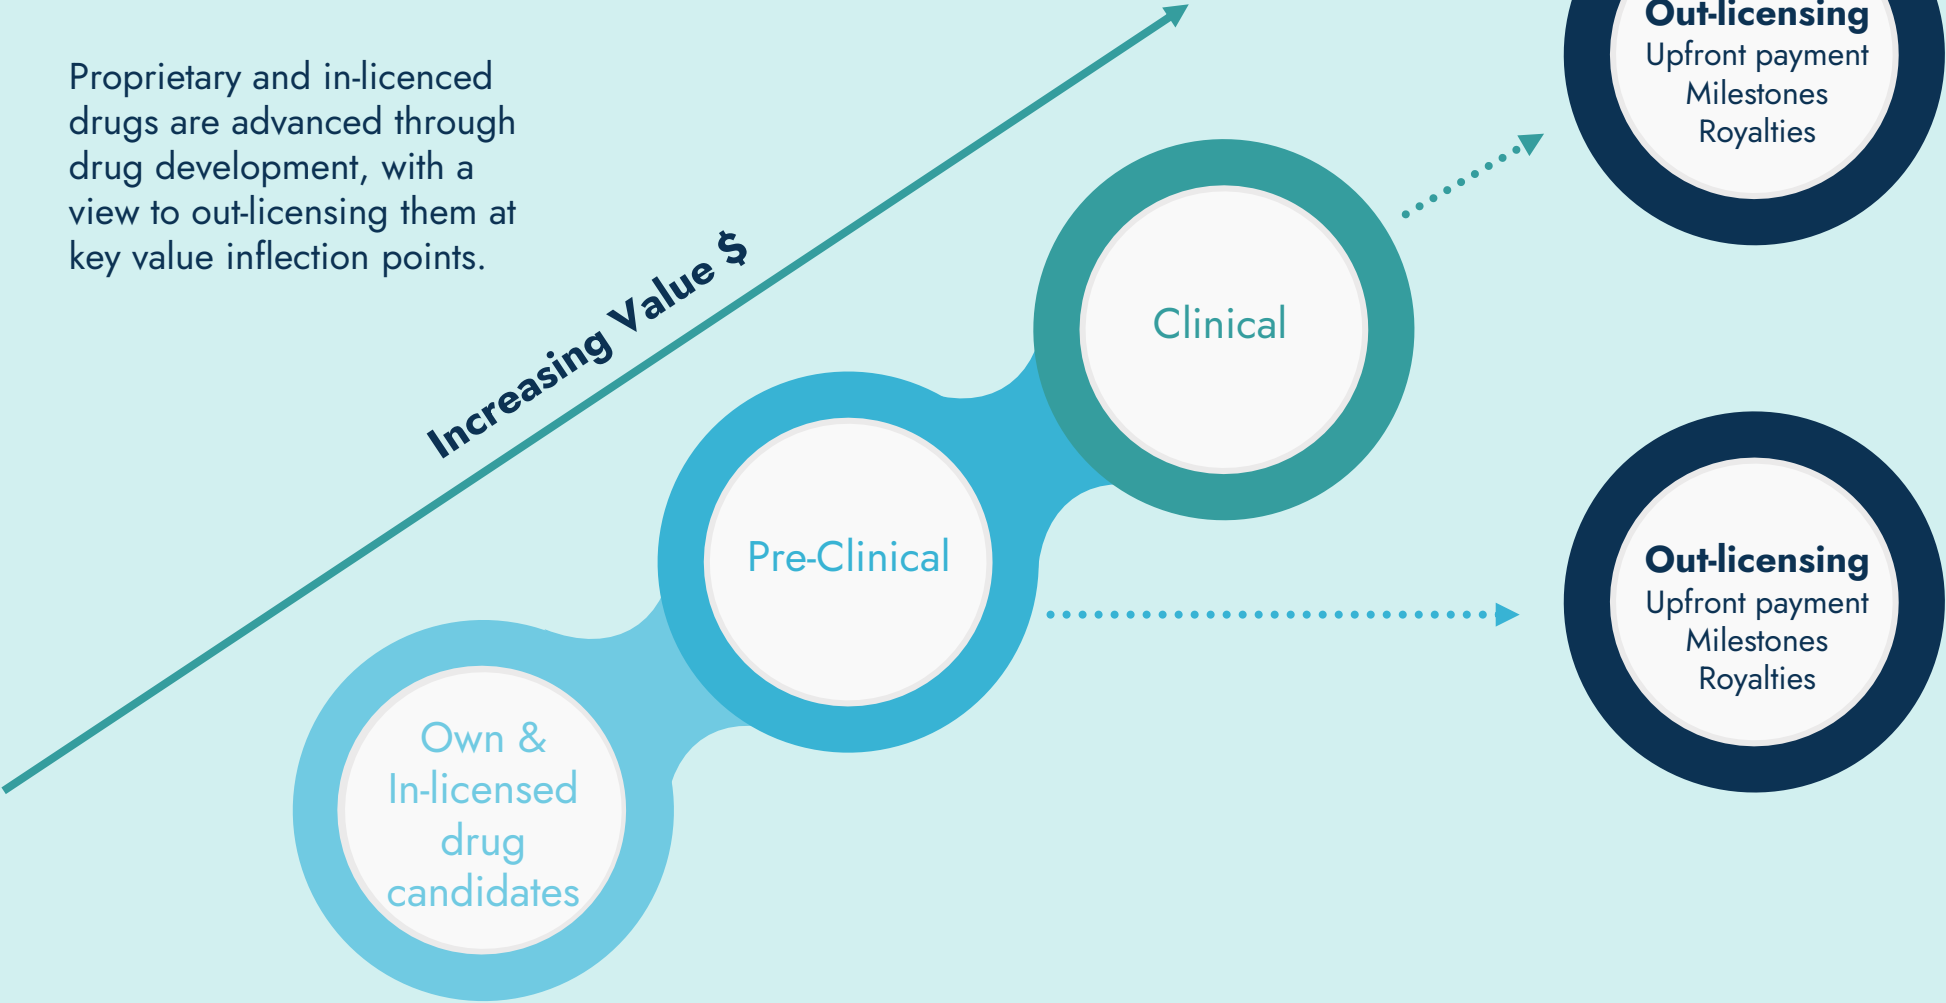 Proprietary and in-licenced
drugs are advanced through
drug development, with a
view to out-licensing them at
key value inflection points.
Increasing Value $
Own &
In-licensed
drug
candidates
Pre-Clinical
Clinical
Out-licensing
Upfront payment
Milestones
Royalties
Out-licensing
Upfront payment
Milestones
Royalties